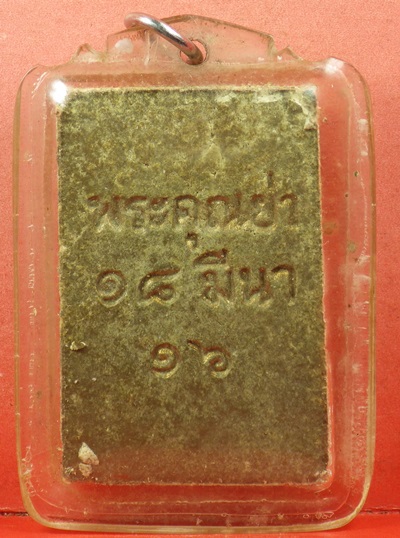 พระคุณย่า
๑๘ มีนา
๑๖